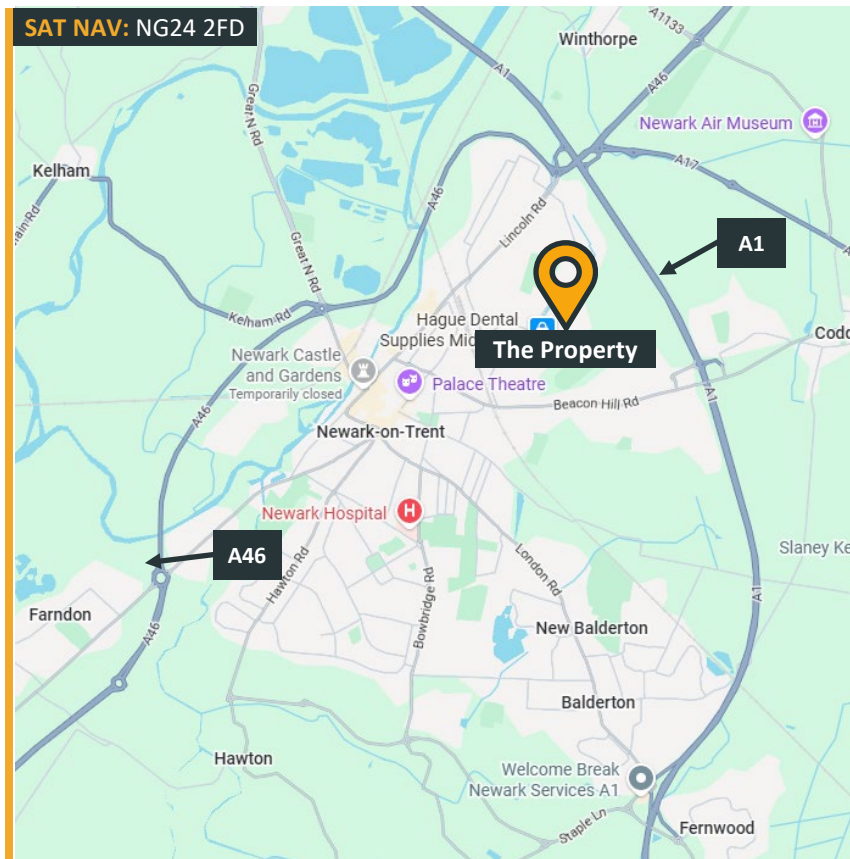 SAT NAV: NG24 2FD
A1133
Winthorpe
A1
A46
Great N Rd
Newark Air Museum
Kelham
A17
A46
Lincoln Rd
Great N Rd
A1
Kelham Rd
Hague Dental
The Property
Newark Castle
and Gardens
Temporarily closed
Palace Theatre
A1
Beacon Hill Rd
A46
Newark-on-Trent
Newark Hospital
H
A46
Hawton Rd
London Rd
Bowbridge Rd
A1
Farndon
A46
New Balderton
Balderton
Hawton
Welcome Break
Newark Services A1
Staple Ln
Fernwood